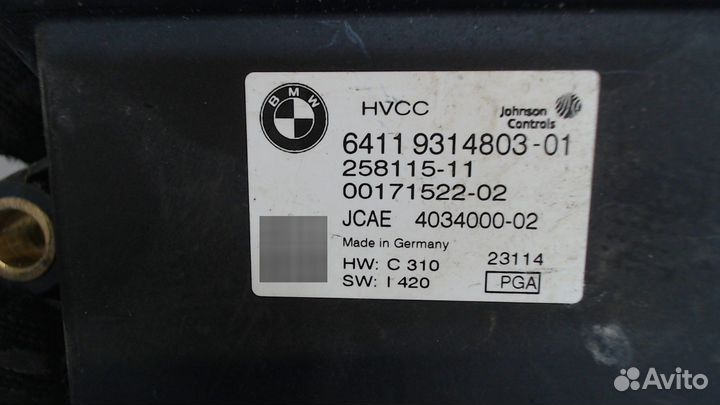 BMW
HVCC
Johnson
Controls
6411 9314803-01
258115-11
00171522-02
JCAE 4034000-02
Made in Germany
HW: C 310
23114
SW: I 420
PGA
Avito